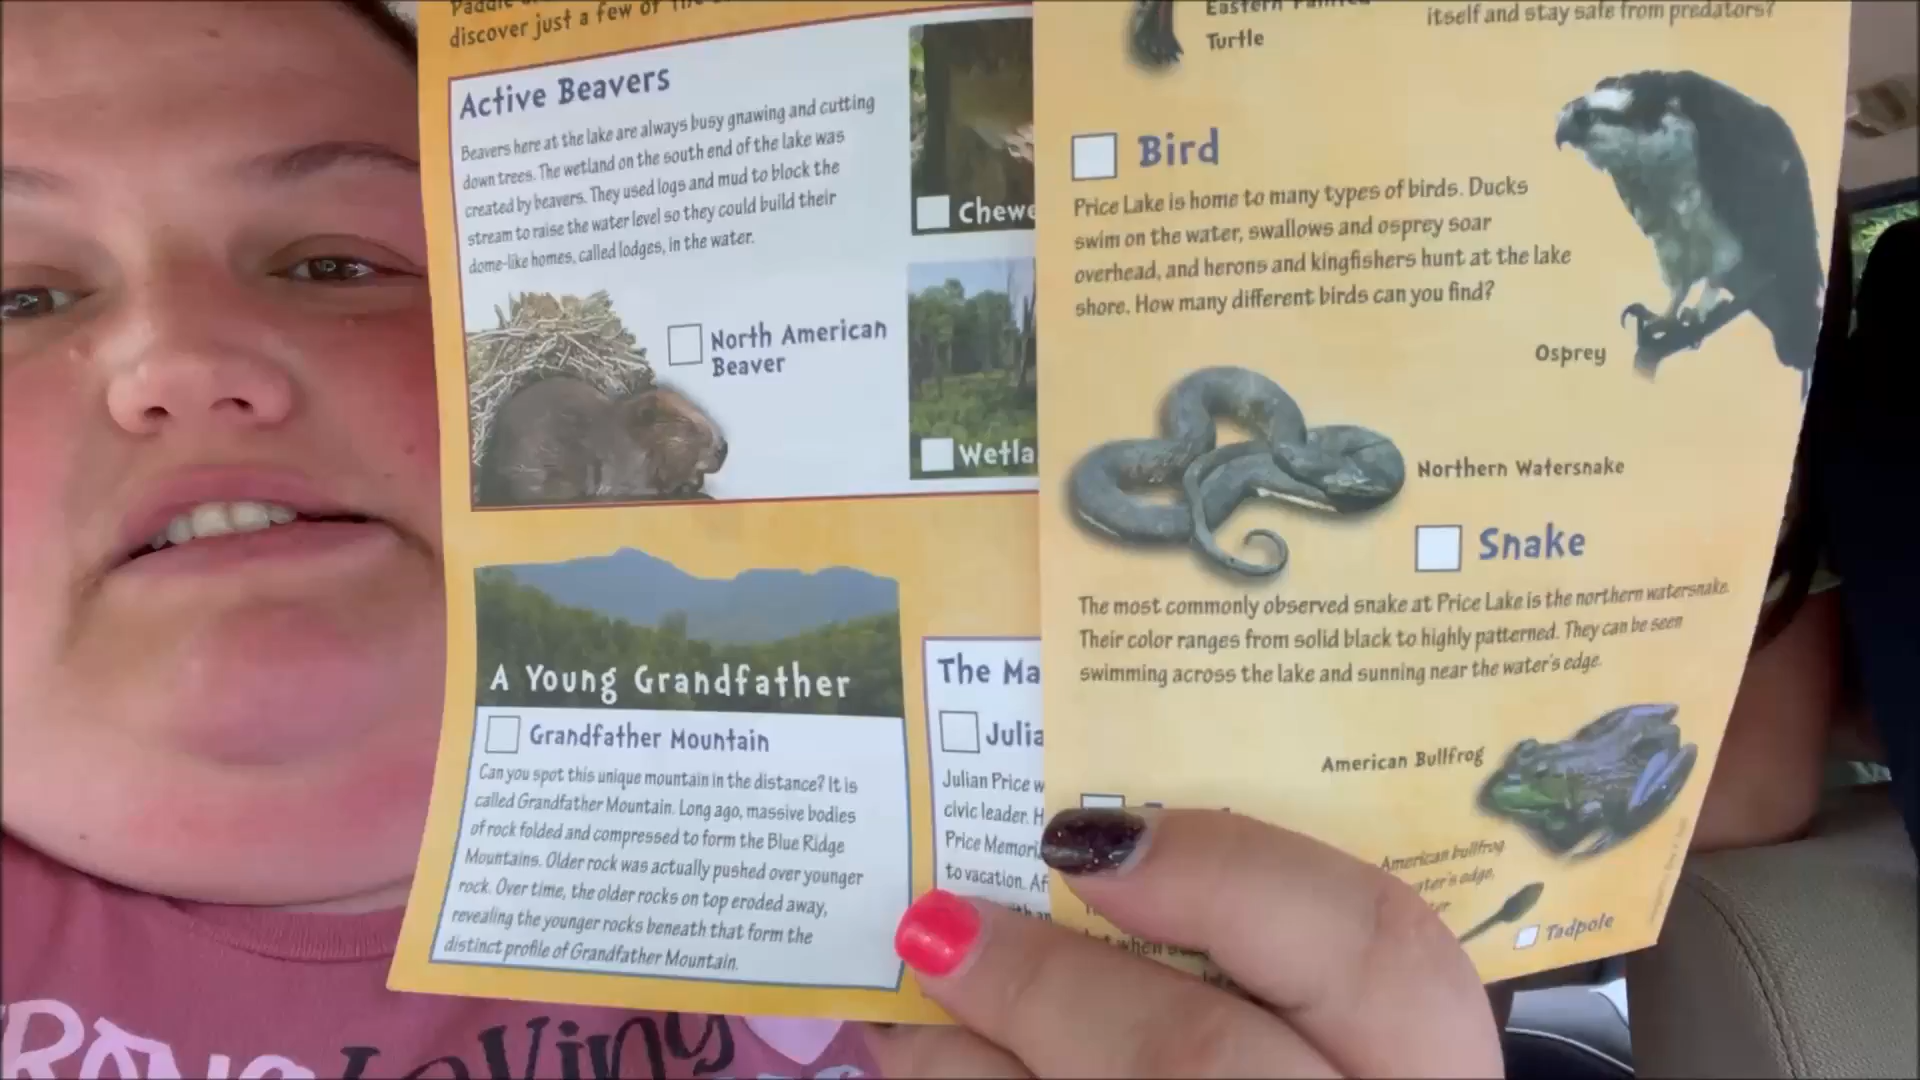 discover just a few of
Active Beavers
Beavers here at the lake are always busy gnawing and cutting
down trees. The wetland on the south end of the lake was
created by beavers. They used logs and mud to block the
stream to raise the water level so they could build their
dome-like homes, called lodges, in the water.
Chewe
North American
Beaver
Wetla
A Young Grandfather
Grandfather Mountain
Can you spot this unique mountain in the distance? It is
called Grandfather Mountain. Long ago, massive bodies
of rock folded and compressed to form the Blue Ridge
Mountains. Older rock was actually pushed over younger
rock. Over time, the older rocks on top eroded away,
revealing the younger rocks beneath that form the
distinct profile of Grandfather Mountain.
The Ma
Julia
Julian Price w
civic leader. H
Price Memori
to vacation. Af
Eastern
Turtle
itself and stay safe from predators?
Bird
Price Lake is home to many types of birds. Ducks
swim on the water, swallows and osprey soar
overhead, and herons and kingfishers hunt at the lake
shore. How many different birds can you find?
Osprey
Northern Watersnake
Snake
The most commonly observed snake at Price Lake is the northern watersnake.
Their color ranges from solid black to highly patterned. They can be seen
swimming across the lake and sunning near the water's edge.
American Bullfrog
American bullfrog
ater's edge,
when
Tadpole
Loving